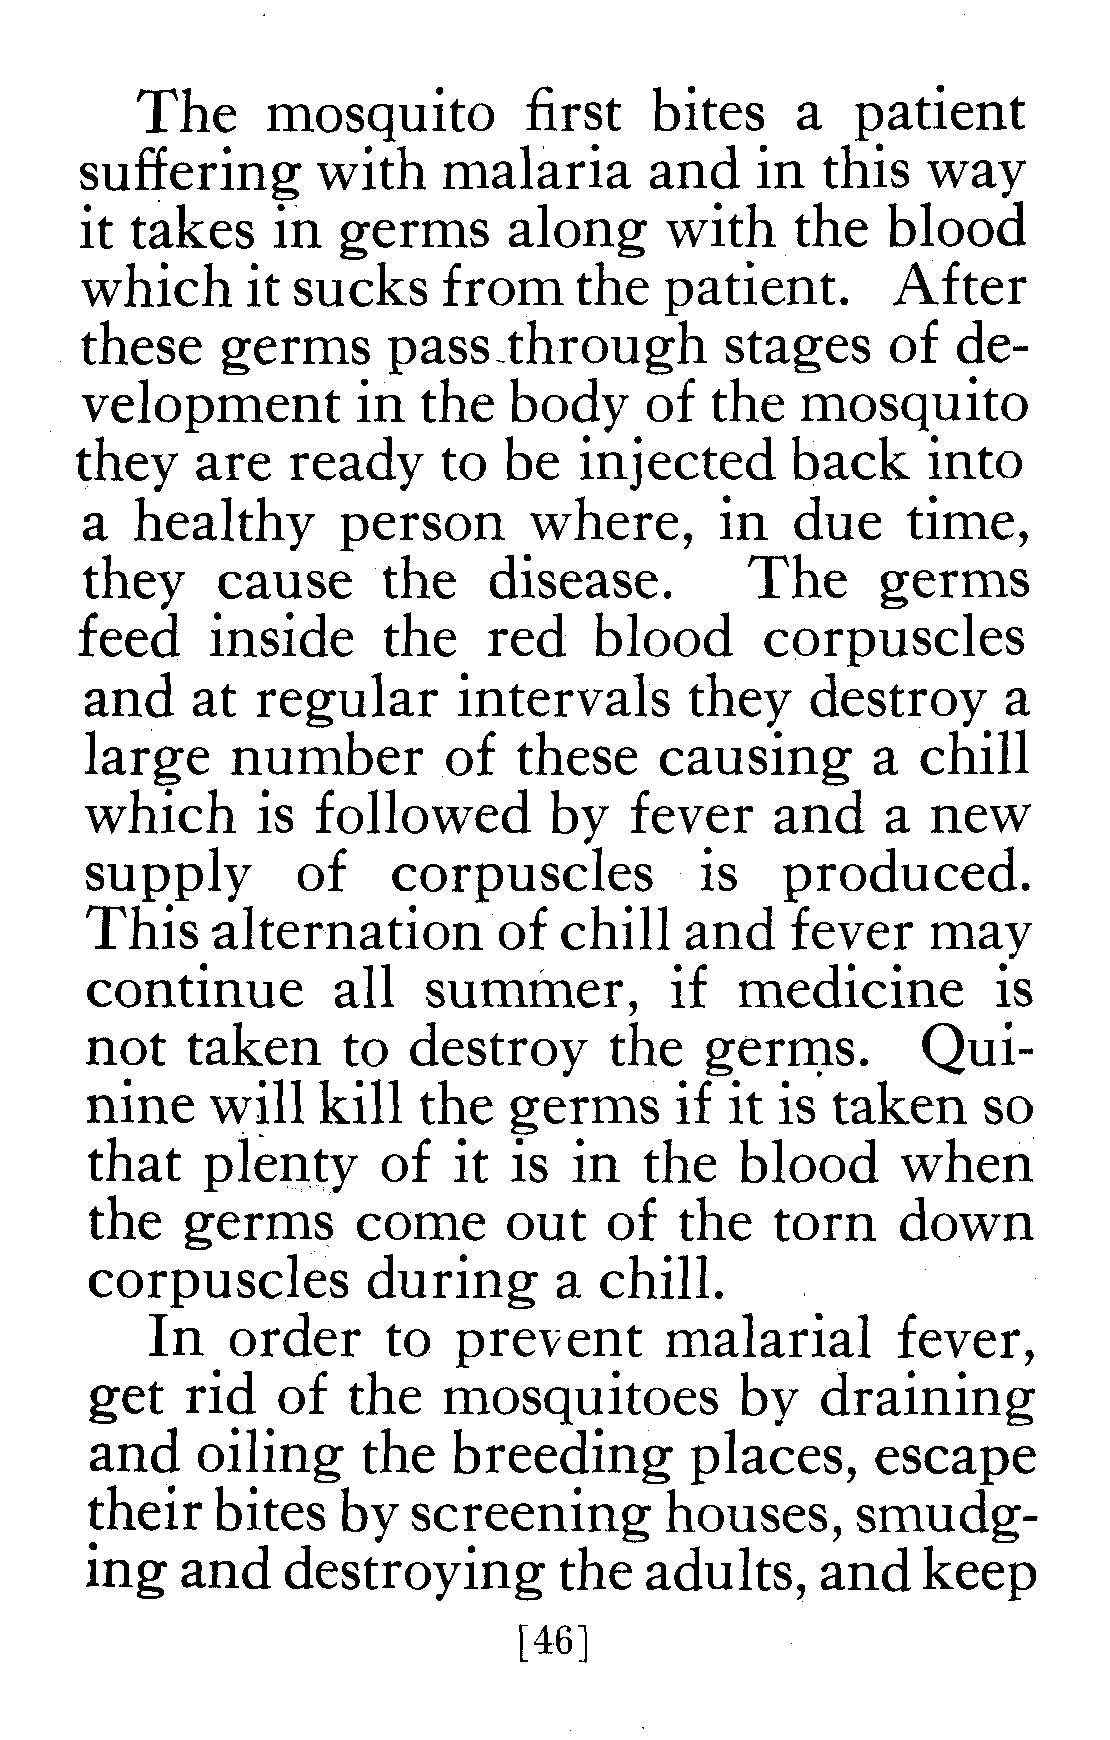 The mosquito first bites a patient
suffering with malaria and in this way
it takes in germs along with the blood
which it sucks from the patient. After
these germs pass through stages of de-
velopment in the body of the mosquito
they are ready to be injected back into
a healthy person where, in due time,
they cause the disease. The germs
feed inside the red blood corpuscles
and at regular intervals they destroy a
large number of these causing a chill
which is followed by fever and a new
supply of corpuscles is produced.
This alternation of chill and fever may
continue all summer, if medicine is
not taken to destroy the germs. Qui-
nine will kill the germs if it is taken so
that plenty of it is in the blood when
the germs come out of the torn down
corpuscles during a chill.
In order to prevent malarial fever,
get rid of the mosquitoes by draining
and oiling the breeding places, escape
their bites by screening houses, smudg-
ing and destroying the adults, and keep
[46]